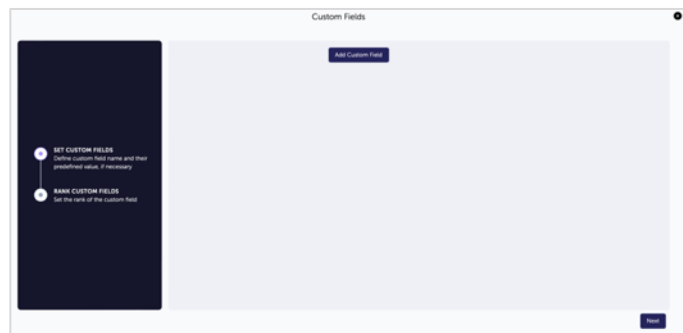 Custom Fields
Add Custom Field
SET CUSTOM FIELDS
Define custom field name and their
predefined value, if necessary
RANK CUSTOM FIELDS
Set the rank of the custom field
Next